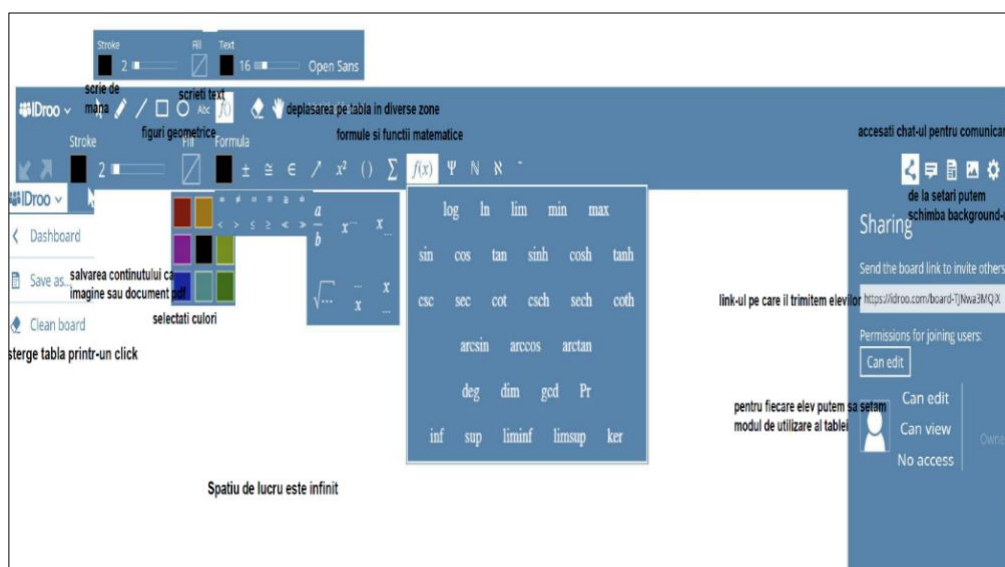 Stroke Fill Text
2 16 Open Sans
scrie de mana
scrieti text
IDroo Abc f()
deplasarea pe tabla in diverse zone
figuri geometrice
formule si functii matematice
accesati chat-ul pentru comunicar
Stroke Fill Formula
2 ± ≅ ∈ ↗ x² () ∑ f(x) Ψ ℕ ℵ
de la setari putem
schimba background-
IDroo
Dashboard
Save as...
salvarea continutului ca
imagine sau document pdf
Clean board
sterge tabla printr-un click
selectati culori
< > ≤ ≥ ≪ ≫
a/b x^... x_...
√... x̅ x
...
log ln lim min max
sin cos tan sinh cosh tanh
csc sec cot csch sech coth
arcsin arccos arctan
deg dim gcd Pr
inf sup liminf limsup ker
Sharing
Send the board link to invite others
link-ul pe care il trimitem elevilor
https://idroo.com/board-TJNwa3MQiX
Permissions for joining users:
Can edit
pentru fiecare elev putem sa setam
modul de utilizare al tablei
Can edit
Can view
No access
Owne
Spatiu de lucru este infinit